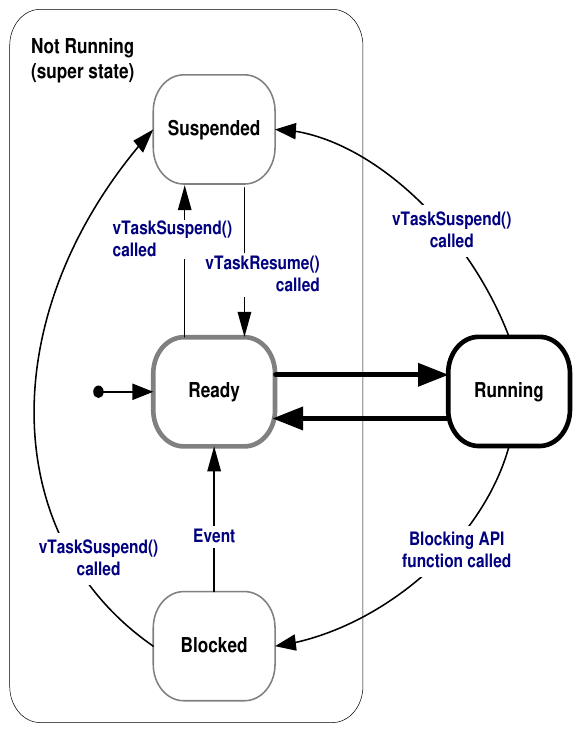 Not Running
(super state)
Suspended
vTaskSuspend()
called
vTaskSuspend()
called
vTaskResume()
called
Ready
Running
Event
Blocking API
function called
vTaskSuspend()
called
Blocked